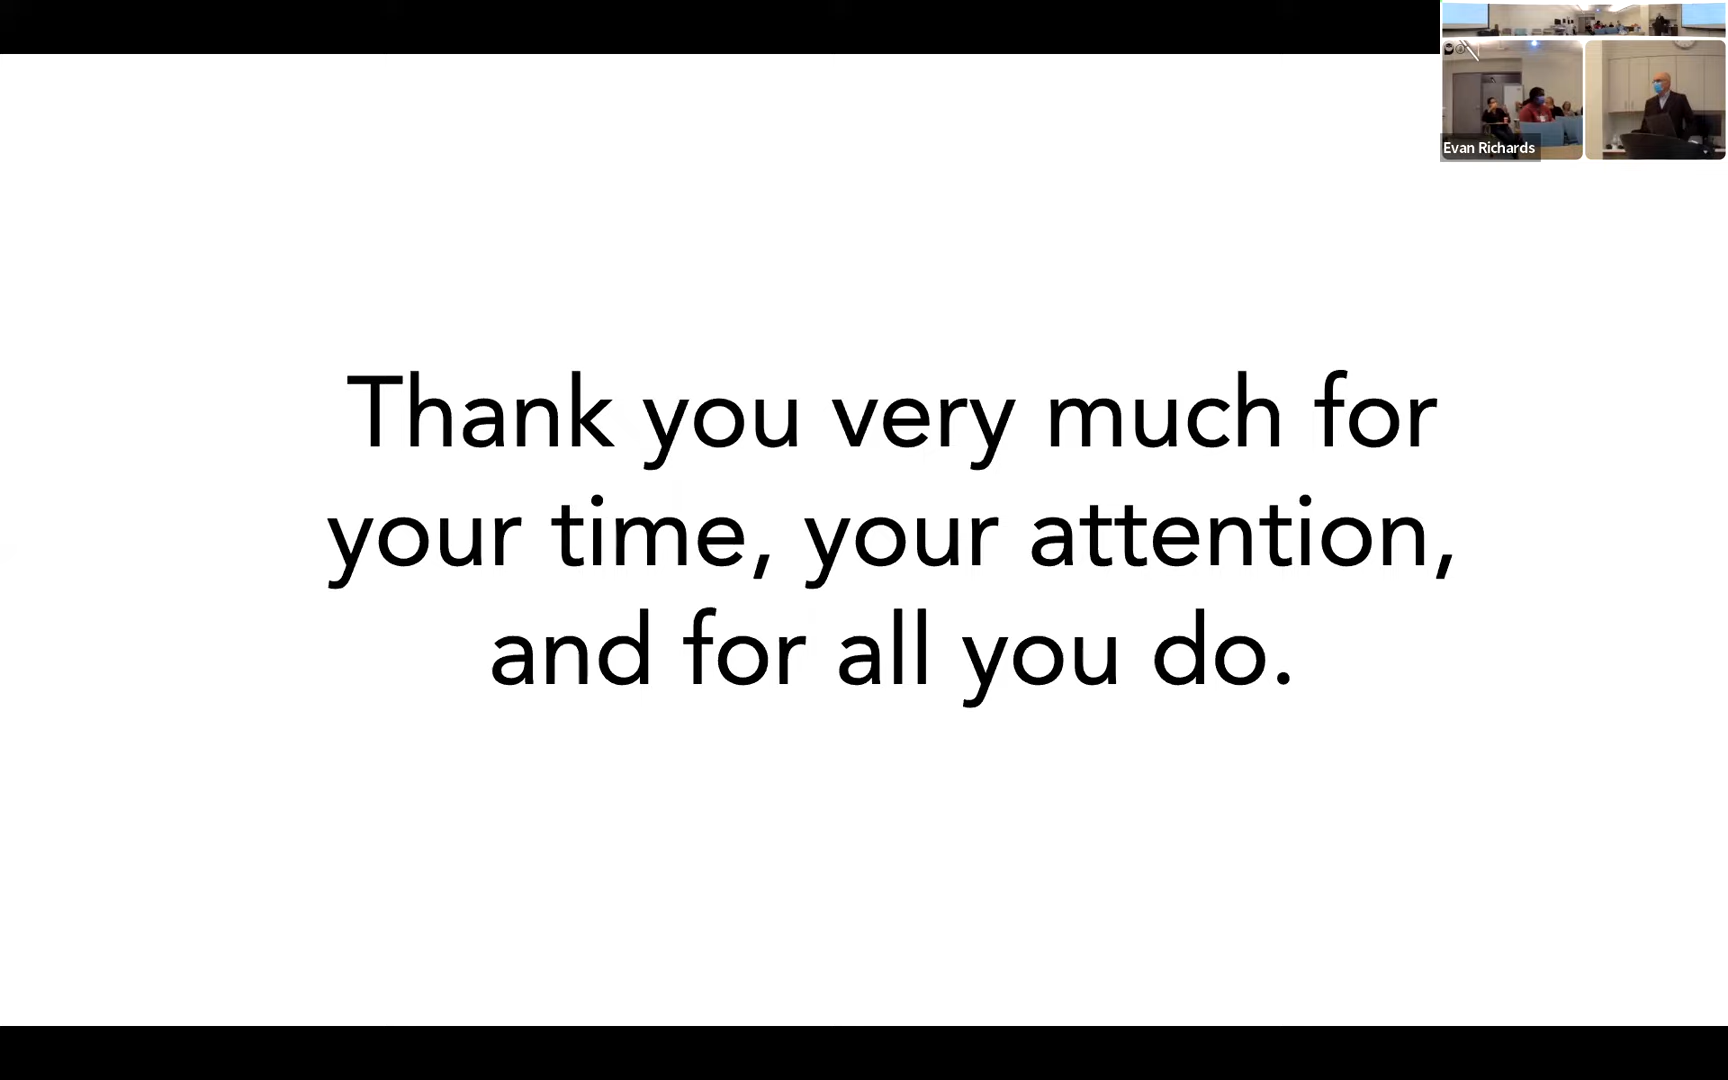 Evan Richards
Thank you very much for
your time, your attention,
and for all you do.